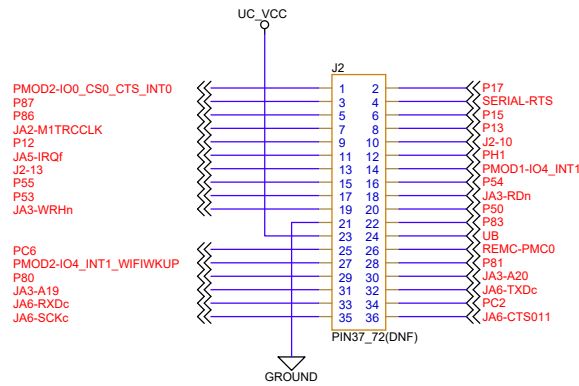 UC_VCC
J2
PMOD2-IO0_CS0_CTS_INT0 1 2 P17
P87 3 4 SERIAL-RTS
P86 5 6 P15
JA2-M1TRCCLK 7 8 P13
P12 9 10 J2-10
JA5-IRQf 11 12 PH1
J2-13 13 14 PMOD1-IO4_INT1
P55 15 16 P54
P53 17 18 JA3-RDn
JA3-WRHn 19 20 P50
21 22 P83
23 24 UB
PC6 25 26 REMC-PMC0
PMOD2-IO4_INT1_WIFIWKUP 27 28 P81
P80 29 30 JA3-A20
JA3-A19 31 32 JA6-TXDc
JA6-RXDc 33 34 PC2
JA6-SCKc 35 36 JA6-CTS011
PIN37_72(DNF)
GROUND